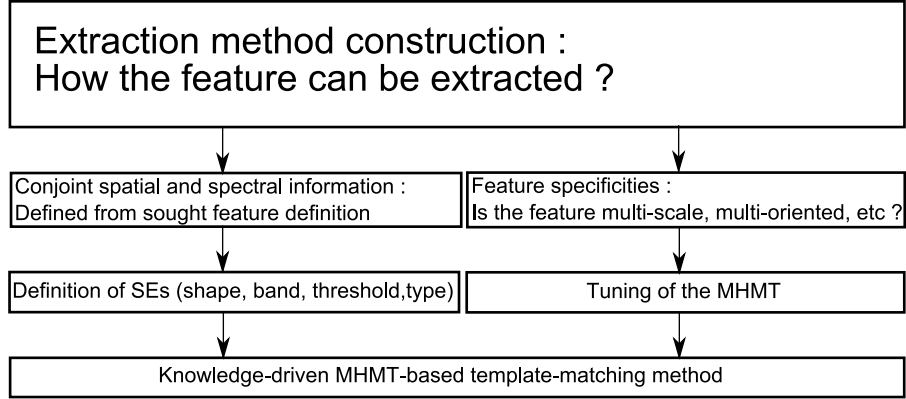 Extraction method construction :
How the feature can be extracted ?
Conjoint spatial and spectral information :
Defined from sought feature definition
Feature specificities :
Is the feature multi-scale, multi-oriented, etc ?
Definition of SEs (shape, band, threshold,type)
Tuning of the MHMT
Knowledge-driven MHMT-based template-matching method